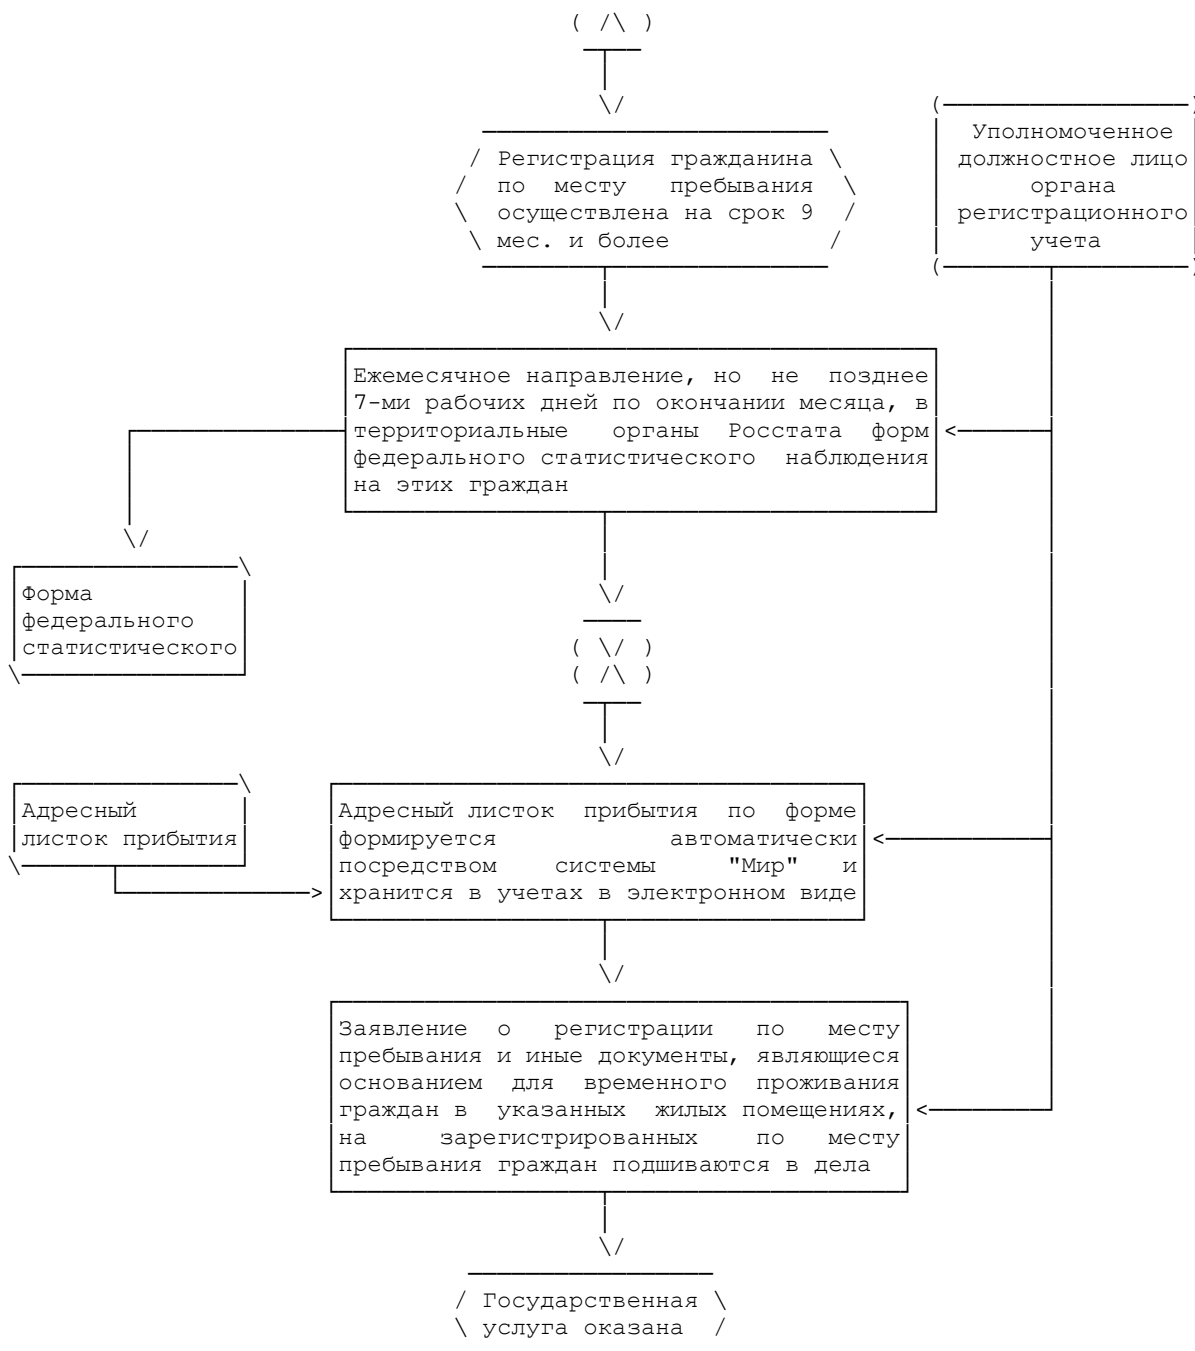 ( /\ )
\/
Регистрация гражданина
по месту пребывания
осуществлена на срок 9
мес. и более
Уполномоченное
должностное лицо
органа
регистрационного
учета
\/
Ежемесячное направление, но не позднее
7-ми рабочих дней по окончании месяца, в
территориальные органы Росстата форм
федерального статистического наблюдения
на этих граждан
\/
Форма
федерального
статистического
\/
( \/ )
( /\ )
\/
Адресный
листок прибытия
Адресный листок прибытия по форме
формируется автоматически
посредством системы "Мир" и
хранится в учетах в электронном виде
\/
Заявление о регистрации по месту
пребывания и иные документы, являющиеся
основанием для временного проживания
граждан в указанных жилых помещениях,
на зарегистрированных по месту
пребывания граждан подшиваются в дела
\/
Государственная
услуга оказана